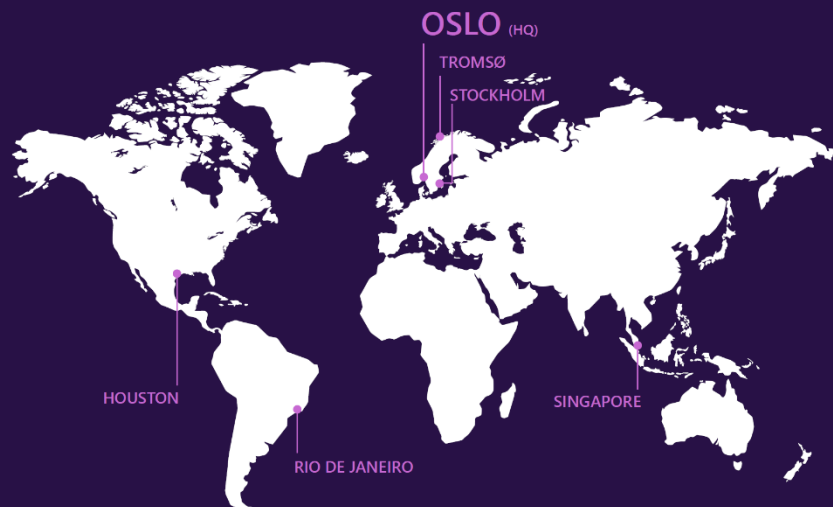 OSLO (HQ)
TROMSØ
STOCKHOLM
HOUSTON
SINGAPORE
RIO DE JANEIRO